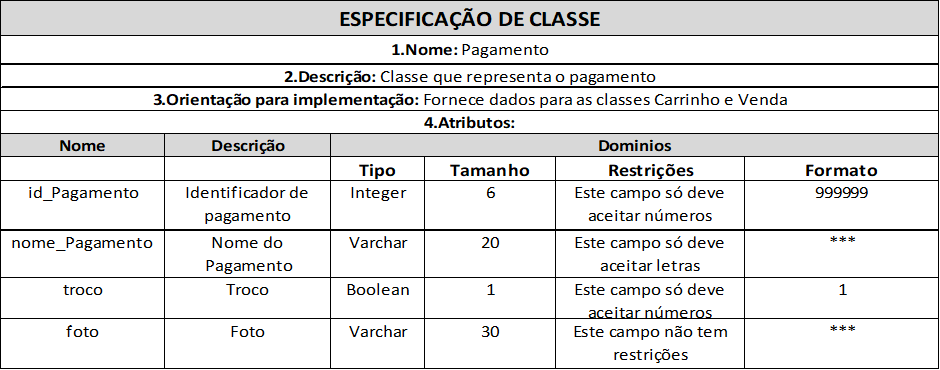 ESPECIFICAÇÃO DE CLASSE
1.Nome: Pagamento
2.Descrição: Classe que representa o pagamento
3.Orientação para implementação: Fornece dados para as classes Carrinho e Venda
4.Atributos:
Nome Descrição Dominios
Tipo Tamanho Restrições Formato
id_Pagamento Identificador de pagamento Integer 6 Este campo só deve aceitar números 999999
nome_Pagamento Nome do Pagamento Varchar 20 Este campo só deve aceitar letras ***
troco Troco Boolean 1 Este campo só deve aceitar números 1
foto Foto Varchar 30 Este campo não tem restrições ***